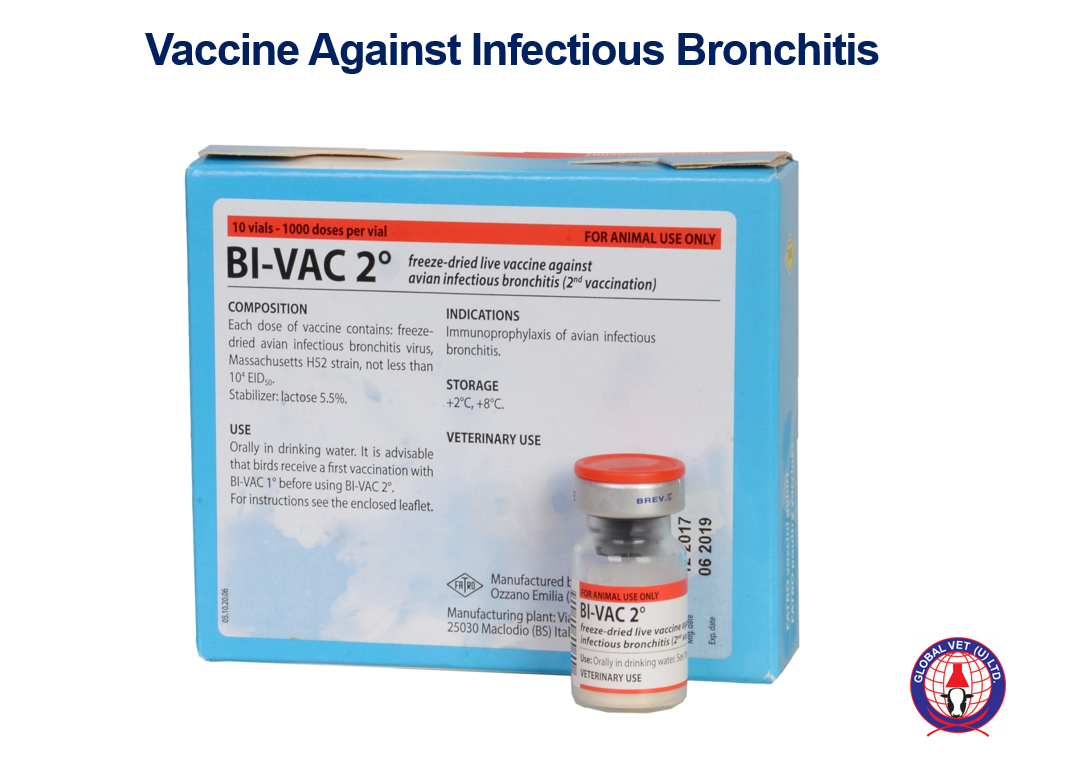 Vaccine Against Infectious Bronchitis
10 vials - 1000 doses per vial
FOR ANIMAL USE ONLY
BI-VAC 2°
freeze-dried live vaccine against
avian infectious bronchitis (2nd vaccination)
COMPOSITION
Each dose of vaccine contains: freeze-
dried avian infectious bronchitis virus,
Massachusetts H52 strain, not less than
10⁴ EID₅₀.
Stabilizer: lactose 5.5%.
USE
Orally in drinking water. It is advisable
that birds receive a first vaccination with
BI-VAC 1° before using BI-VAC 2°.
For instructions see the enclosed leaflet.
INDICATIONS
Immunoprophylaxis of avian infectious
bronchitis.
STORAGE
+2°C, +8°C.
VETERINARY USE
FATRO
Manufactured
Ozzano Emilia
Manufacturing plant:
25030 Maclodio (BS)
05.10.20.06
2017
06 2019
Mfg. date
Exp. date
BREV.
FOR ANIMAL USE ONLY
BI-VAC 2°
freeze-dried live vaccine
infectious bronchitis
Use: Orally in drinking water.
VETERINARY USE
FATRO poultry vaccines
GLOBAL VET (U) LTD.